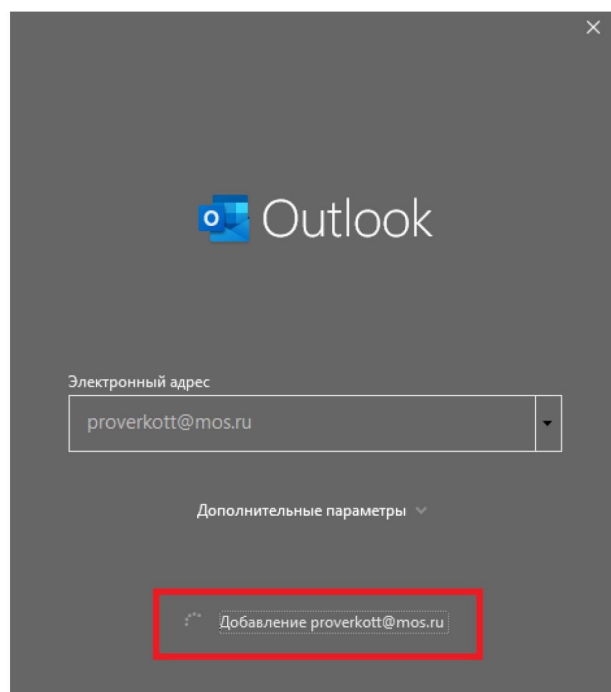 Outlook
Электронный адрес
proverkott@mos.ru
Дополнительные параметры
Добавление proverkott@mos.ru